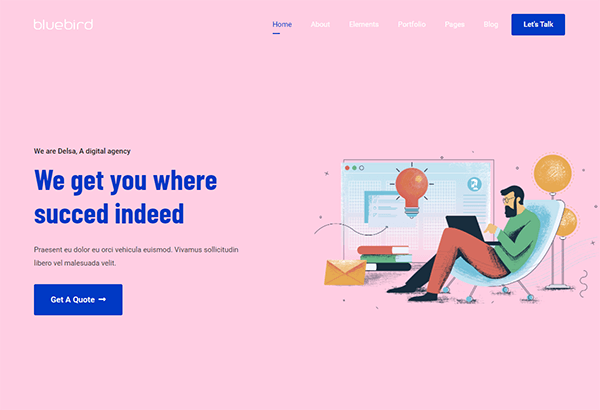 bluebird
Home About Elements Portfolio Pages Blog Let's Talk
We are Delsa, A digital agency
We get you where
succed indeed
Praesent eu dolor eu orci vehicula euismod. Vivamus sollicitudin
libero vel malesuada velit.
Get A Quote →